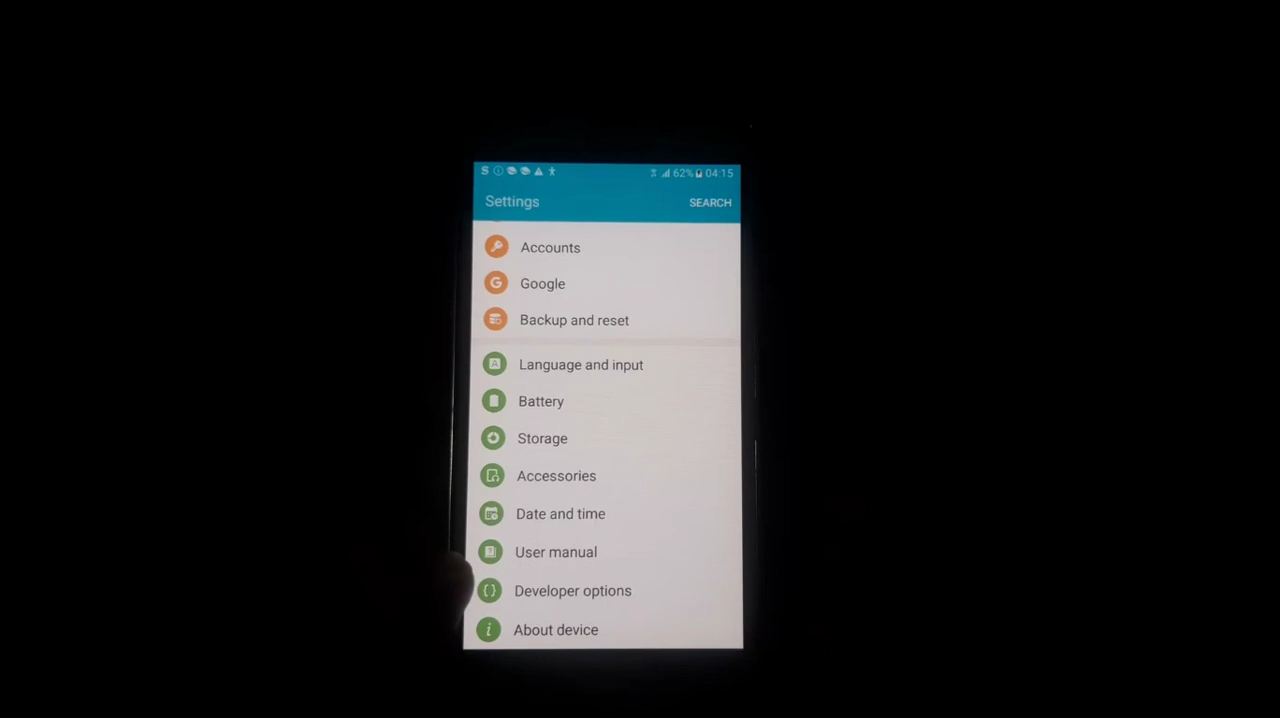 S 62% 04:15
Settings SEARCH
Accounts
Google
Backup and reset
Language and input
Battery
Storage
Accessories
Date and time
User manual
Developer options
About device